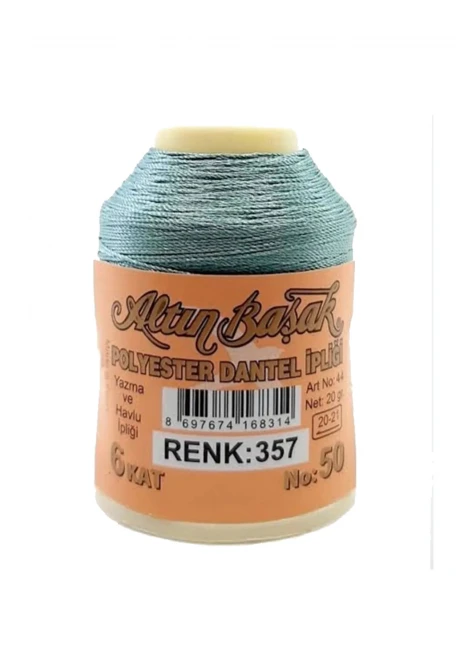 Altın Başak
POLYESTER DANTEL İPLİĞİ
Yazma
ve
Havlu
İpliği
8 697674 168314
Art No: 44
Net: 20 gr.
20-21
RENK:357
6 KAT
No: 50